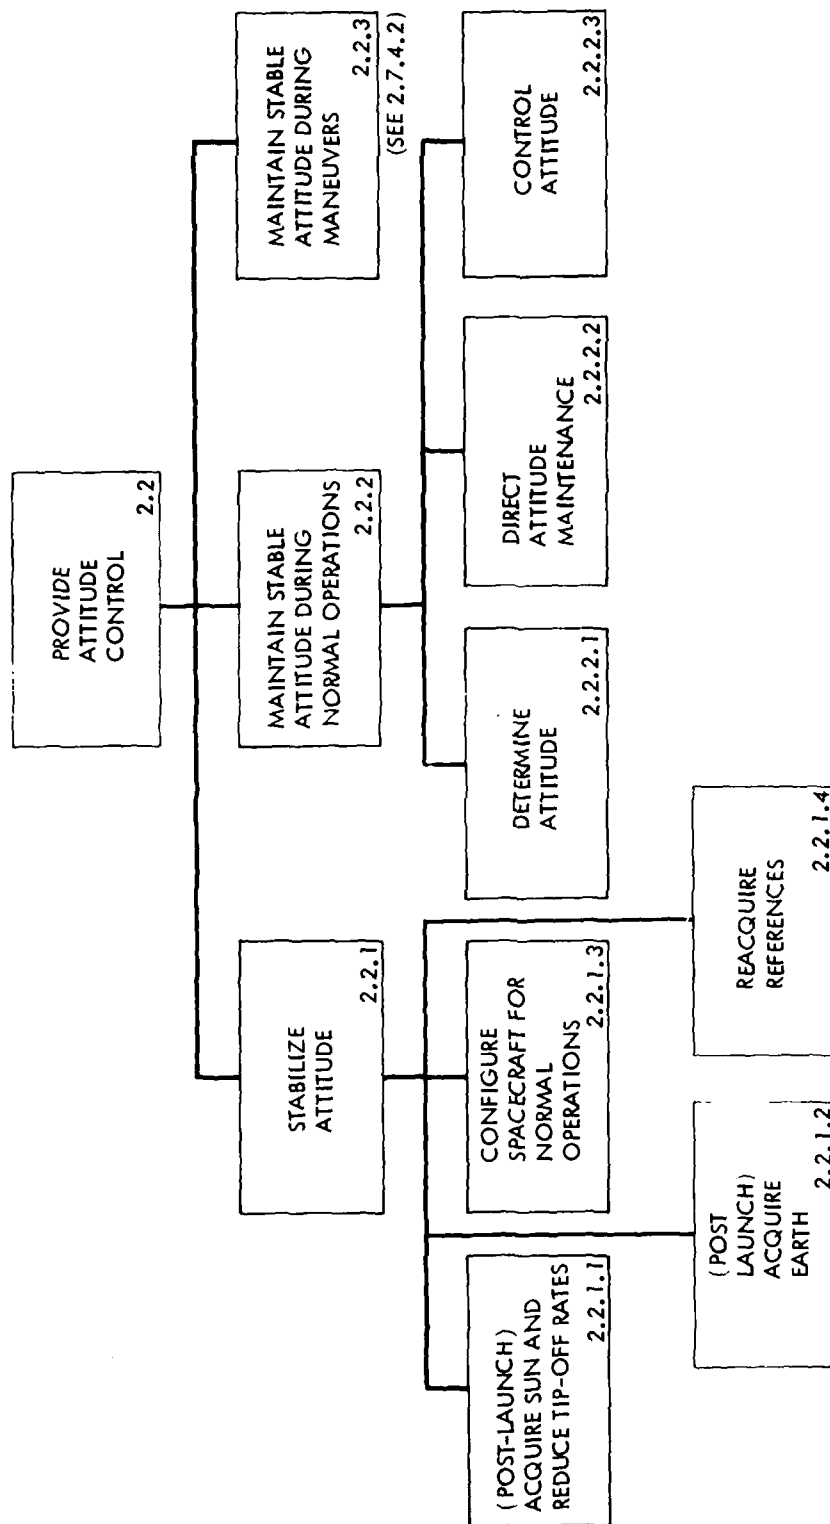 PROVIDE
ATTITUDE
CONTROL
2.2
STABILIZE
ATTITUDE
2.2.1
MAINTAIN STABLE
ATTITUDE DURING
NORMAL OPERATIONS
2.2.2
MAINTAIN STABLE
ATTITUDE DURING
MANEUVERS
2.2.3
(SEE 2.7.4.2)
(POST-LAUNCH)
ACQUIRE SUN AND
REDUCE TIP-OFF RATES
2.2.1.1
CONFIGURE
SPACECRAFT FOR
NORMAL
OPERATIONS
2.2.1.3
DETERMINE
ATTITUDE
2.2.2.1
DIRECT
ATTITUDE
MAINTENANCE
2.2.2.2
CONTROL
ATTITUDE
2.2.2.3
(POST
LAUNCH)
ACQUIRE
EARTH
2.2.1.2
REACQUIRE
REFERENCES
2.2.1.4